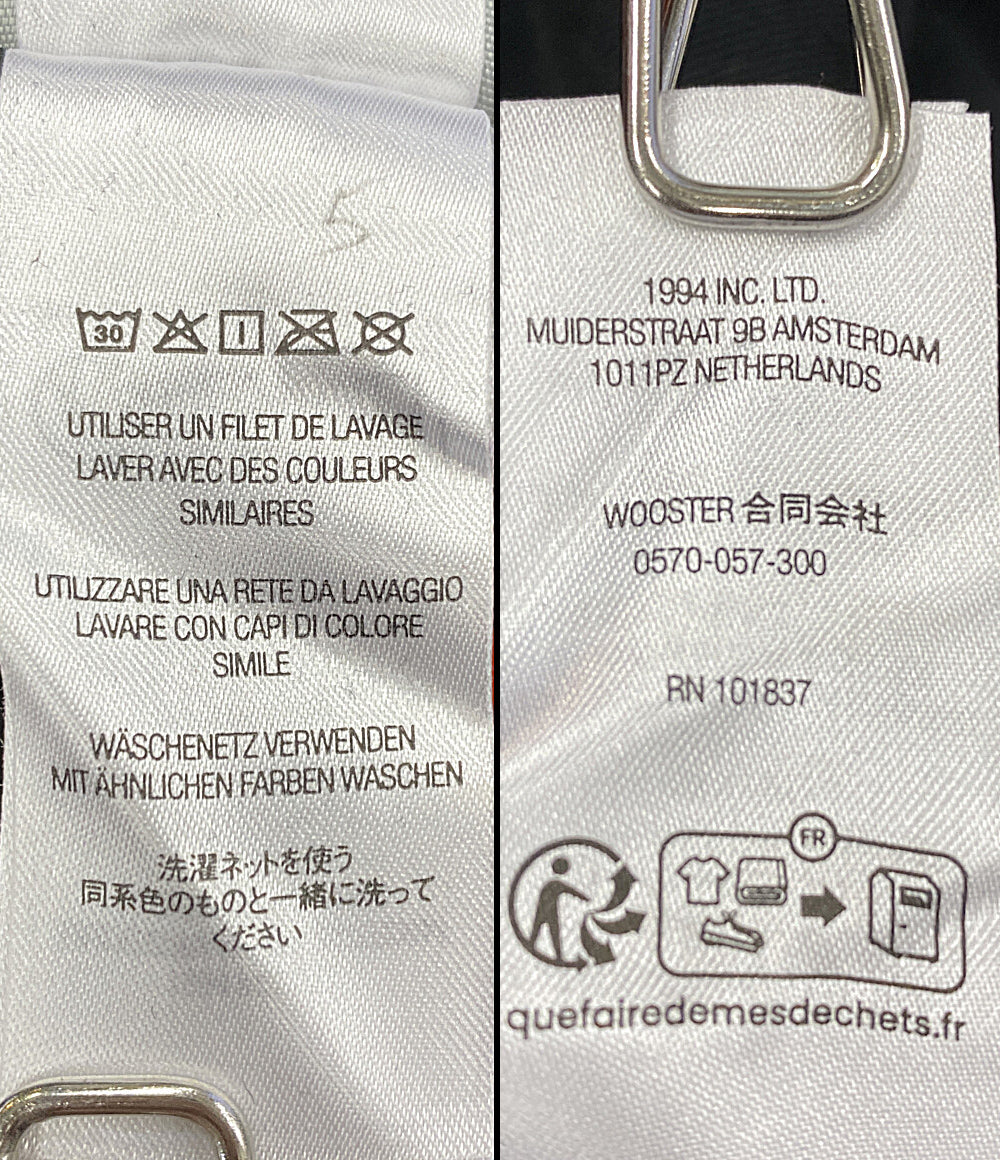 5
30
UTILISER UN FILET DE LAVAGE
LAVER AVEC DES COULEURS
SIMILAIRES
UTILIZZARE UNA RETE DA LAVAGGIO
LAVARE CON CAPI DI COLORE
SIMILE
WÄSCHENETZ VERWENDEN
MIT ÄHNLICHEN FARBEN WASCHEN
洗濯ネットを使う
同系色のものと一緒に洗って
ください
1994 INC. LTD.
MUIDERSTRAAT 9B AMSTERDAM
1011PZ NETHERLANDS
WOOSTER 合同会社
0570-057-300
RN 101837
FR
quefairedemesdechets.fr